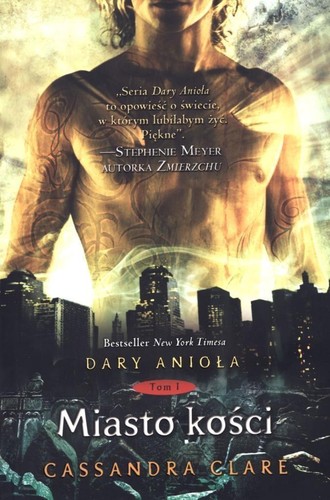 „Seria Dary Anioła
to opowieść o świecie,
w którym lubiłabym żyć.
Piękne”.
—Stephenie Meyer
autorka Zmierzchu
Bestseller New York Timesa
DARY ANIOŁA
Tom I
Miasto kości
CASSANDRA CLARE